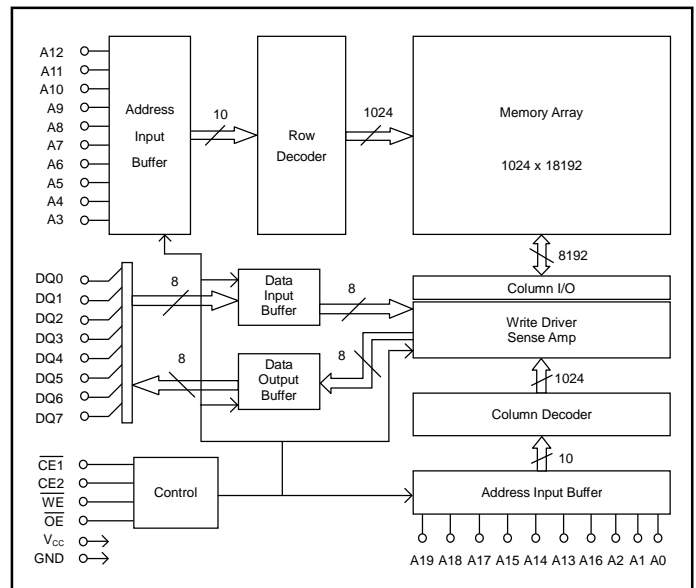 A12
A11
A10
A9
A8
A7
A6
A5
A4
A3
Address
Input
Buffer
10
Row
Decoder
1024
Memory Array
1024 x 18192
8192
DQ0
DQ1
DQ2
DQ3
DQ4
DQ5
DQ6
DQ7
8
Data
Input
Buffer
8
Column I/O
Write Driver
Sense Amp
8
Data
Output
Buffer
8
1024
Column Decoder
10
CE1
CE2
WE
OE
VCC
GND
Control
Address Input Buffer
A19 A18 A17 A15 A14 A13 A16 A2 A1 A0